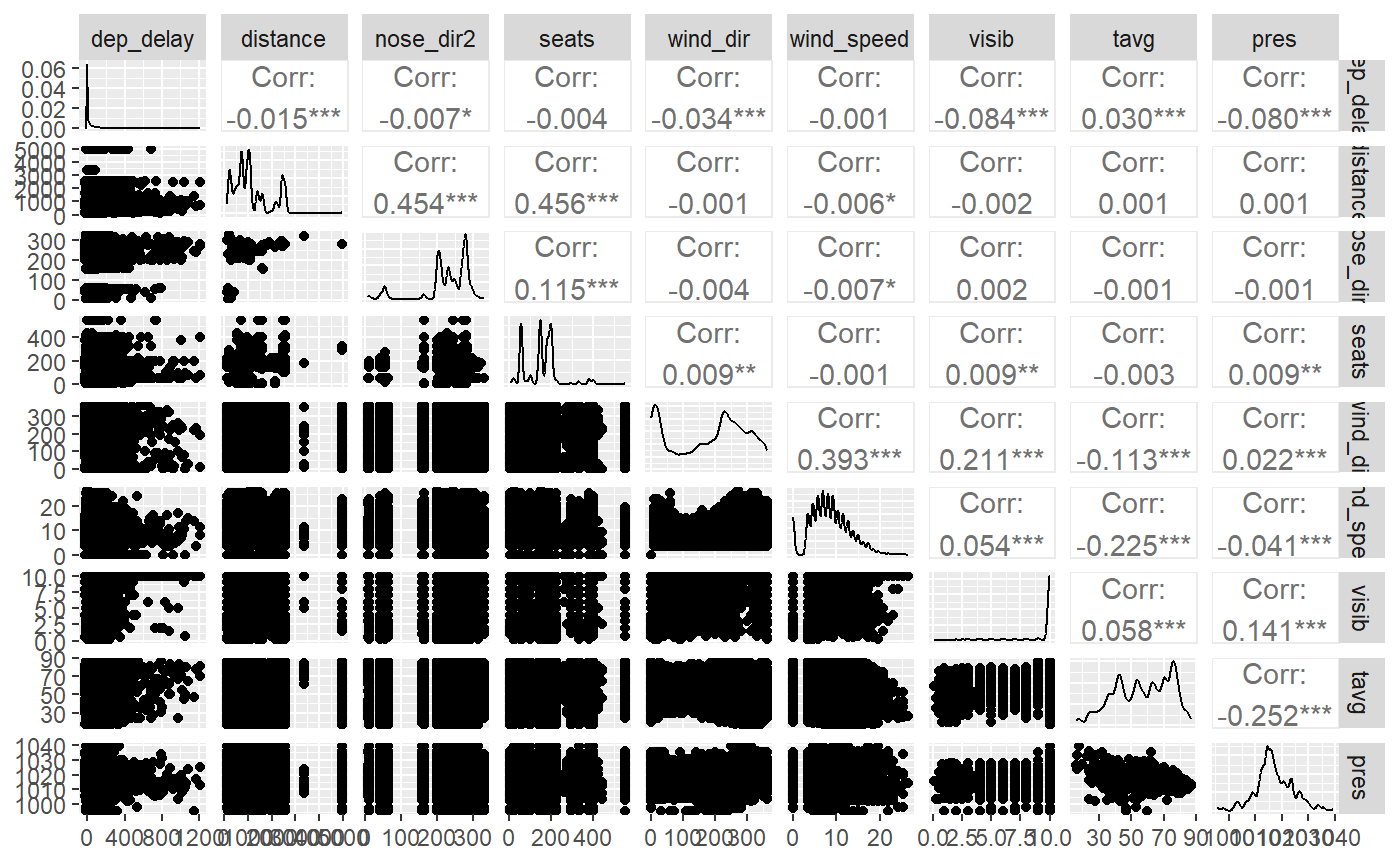 dep_delay distance nose_dir2 seats wind_dir wind_speed visib tavg pres
0.06 0.04 0.02 0.00
Corr: Corr: Corr: Corr: Corr: Corr: Corr: Corr:
-0.015*** -0.007* -0.004 -0.034*** -0.001 -0.084*** 0.030*** -0.080***
ep_dela
5000 4000 3000 2000 1000 0
Corr: Corr: Corr: Corr: Corr: Corr: Corr:
0.454*** 0.456*** -0.001 -0.006* -0.002 0.001 0.001
distance
300 200 100 0
Corr: Corr: Corr: Corr: Corr: Corr:
0.115*** -0.004 -0.007* 0.002 -0.001 -0.001
ose_dir
400 200 0
Corr: Corr: Corr: Corr: Corr:
0.009** -0.001 0.009** -0.003 0.009**
seats
300 200 100 0
Corr: Corr: Corr: Corr:
0.393*** 0.211*** -0.113*** 0.022***
wind_di
20 10 0
Corr: Corr: Corr:
0.054*** -0.225*** -0.041***
nd_spe
10.0 7.5 5.0 2.5 0.0
Corr: Corr:
0.058*** 0.141***
visib
90 70 50 30
Corr:
-0.252***
tavg
1040 1030 1020 1010 1000
pres
0 400 800 1200 0 1000 2000 3000 4000 5000 0 100 200 300 0 200 400 0 100 200 300 0 10 20 0.0 2.5 5.0 7.5 10.0 30 50 70 90 1000 1010 1020 1030 1040